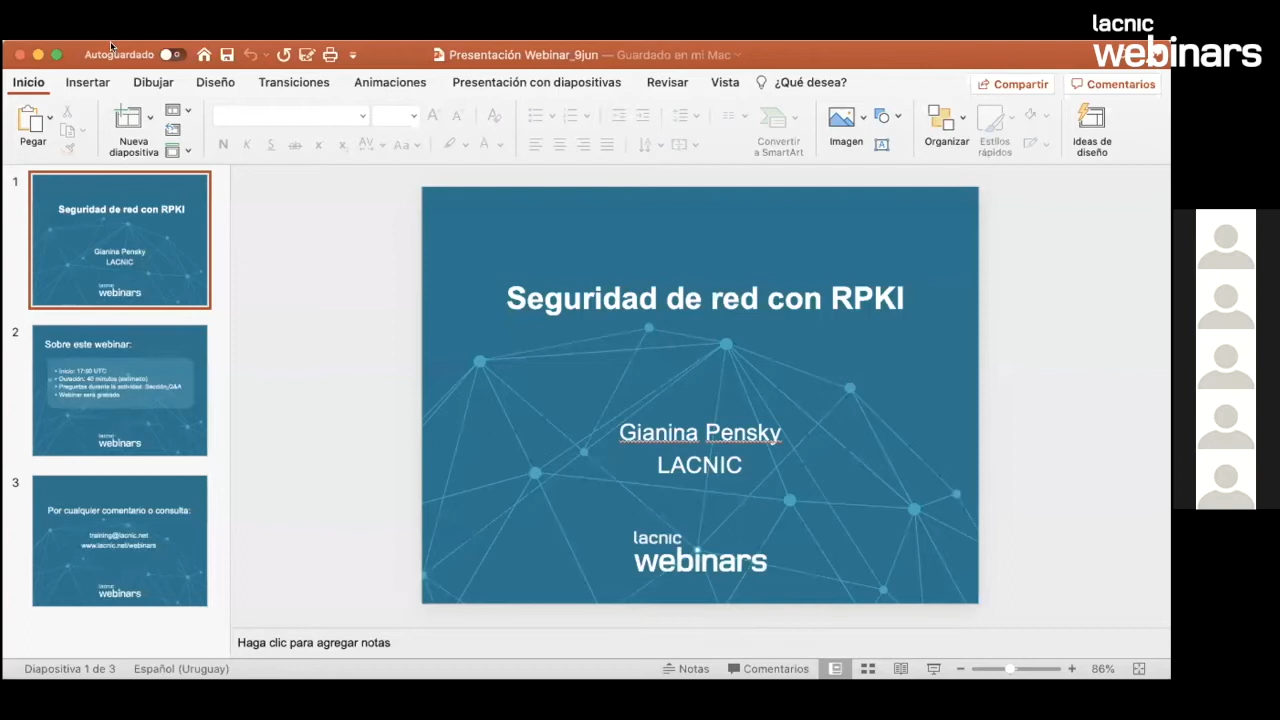 lacnic
webinars
Autoguardado
Presentación Webinar_9jun — Guardado en mi Mac
Inicio Insertar Dibujar Diseño Transiciones Animaciones Presentación con diapositivas Revisar Vista ¿Qué desea? Compartir Comentarios
Pegar
Nueva
diapositiva
N K S ab x x AV Aa A
Convertir
a SmartArt
Imagen
Organizar
Estilos
rápidos
Ideas de
diseño
1
Seguridad de red con RPKI
Gianina Pensky
LACNIC
lacnic
webinars
2
Sobre este webinar:
• Inicio: 17:00 UTC
• Duración: 40 minutos (estimado)
• Preguntas durante la actividad: Sección Q&A
• Webinar será grabado
lacnic
webinars
3
Por cualquier comentario o consulta:
training@lacnic.net
www.lacnic.net/webinars
lacnic
webinars
Seguridad de red con RPKI
Gianina Pensky
LACNIC
lacnic
webinars
Haga clic para agregar notas
Diapositiva 1 de 3 Español (Uruguay) Notas Comentarios 86%